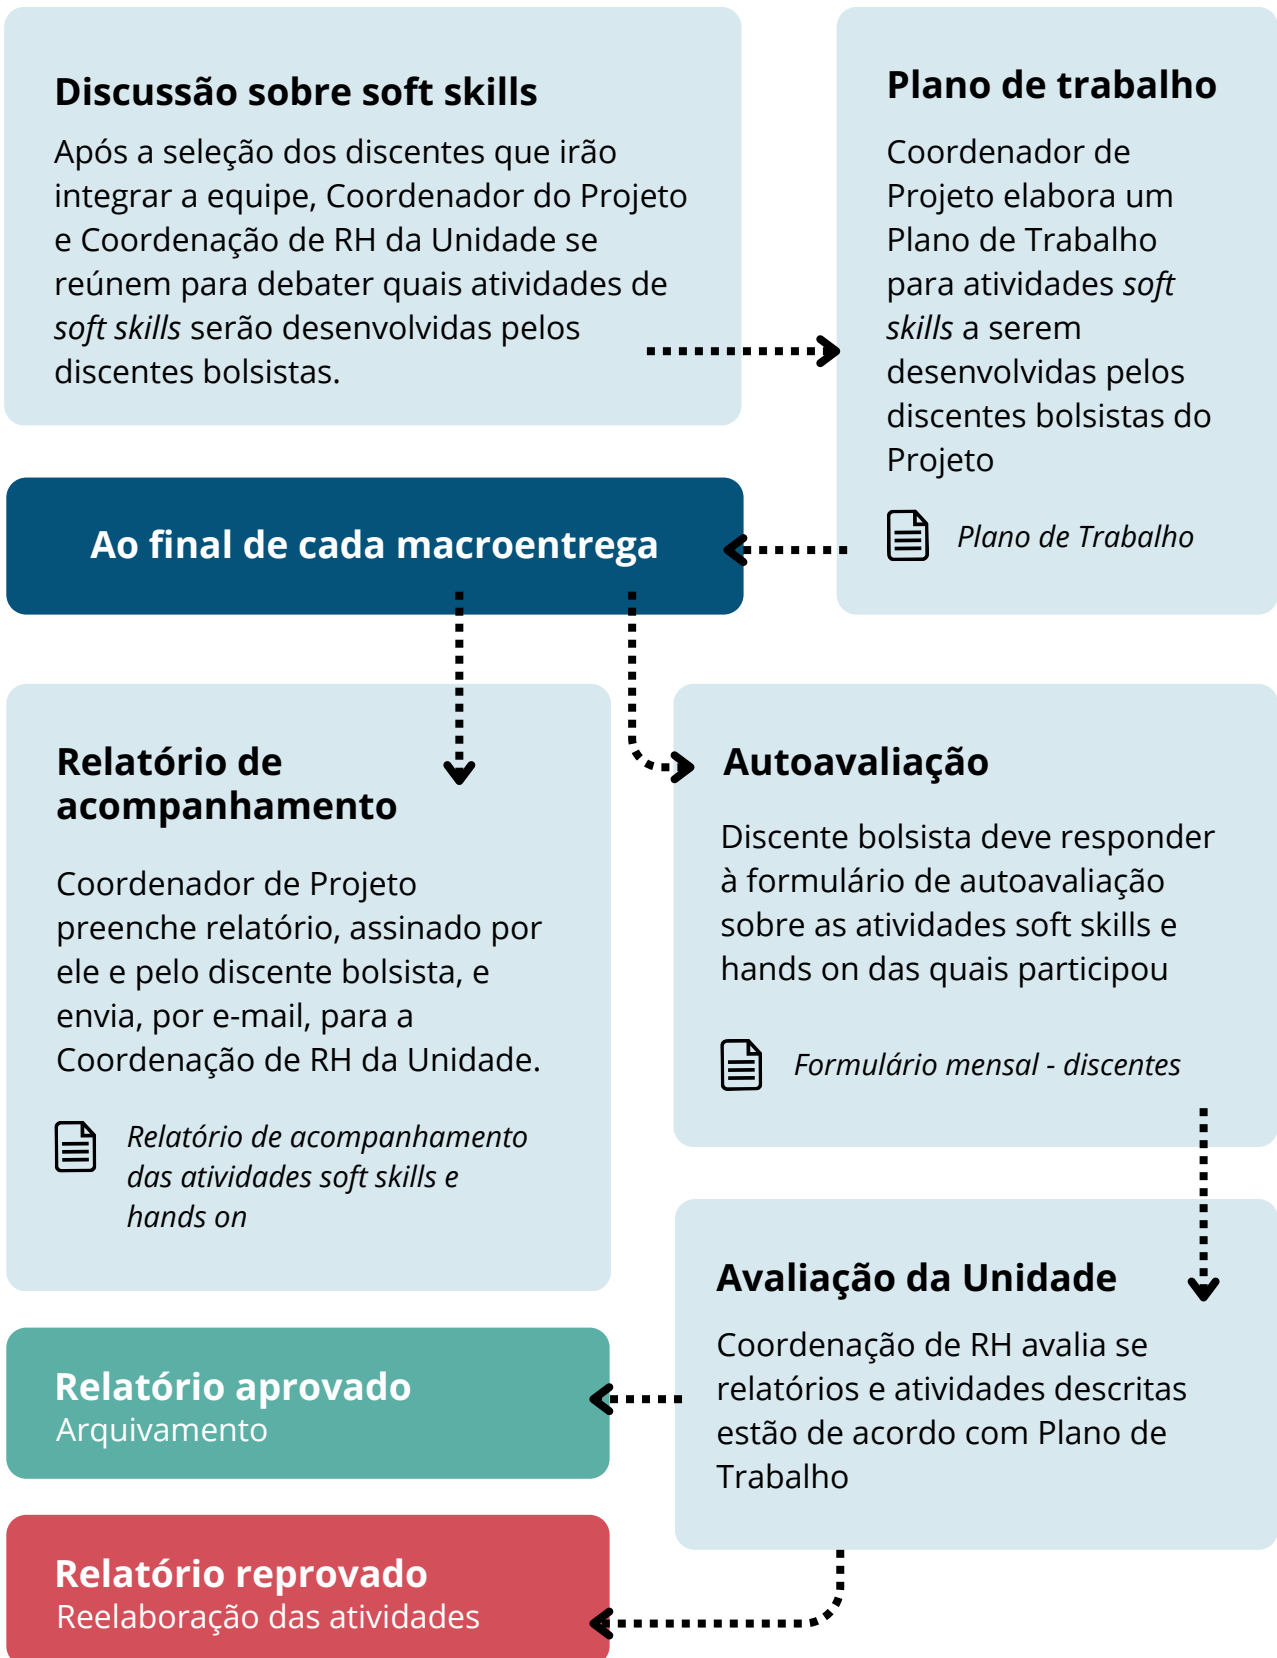 Discussão sobre soft skills
Após a seleção dos discentes que irão
integrar a equipe, Coordenador do Projeto
e Coordenação de RH da Unidade se
reúnem para debater quais atividades de
soft skills serão desenvolvidas pelos
discentes bolsistas.
Plano de trabalho
Coordenador de
Projeto elabora um
Plano de Trabalho
para atividades soft
skills a serem
desenvolvidas pelos
discentes bolsistas do
Projeto
Plano de Trabalho
Ao final de cada macroentrega
Relatório de
acompanhamento
Coordenador de Projeto
preenche relatório, assinado por
ele e pelo discente bolsista, e
envia, por e-mail, para a
Coordenação de RH da Unidade.
Relatório de acompanhamento
das atividades soft skills e
hands on
Autoavaliação
Discente bolsista deve responder
à formulário de autoavaliação
sobre as atividades soft skills e
hands on das quais participou
Formulário mensal - discentes
Avaliação da Unidade
Coordenação de RH avalia se
relatórios e atividades descritas
estão de acordo com Plano de
Trabalho
Relatório aprovado
Arquivamento
Relatório reprovado
Reelaboração das atividades